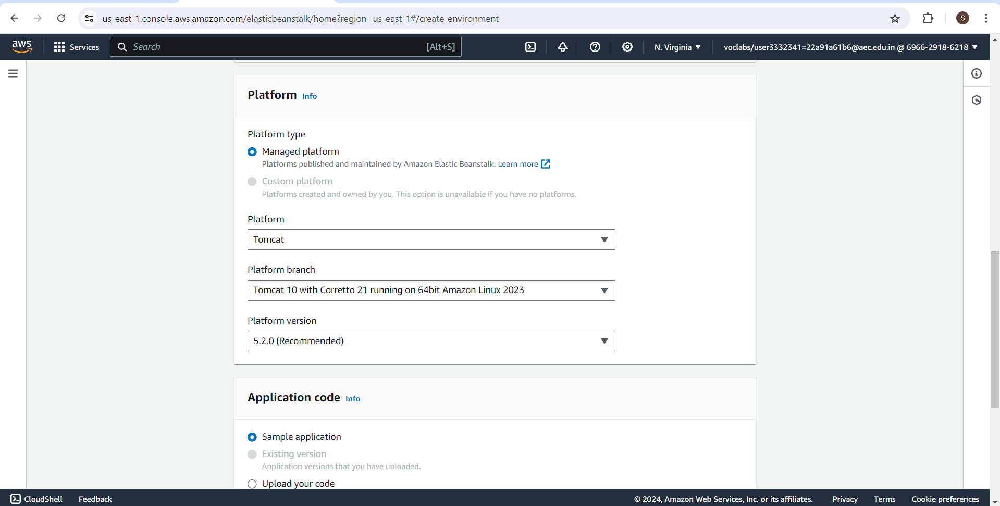 us-east-1.console.aws.amazon.com/elasticbeanstalk/home?region=us-east-1#/create-environment
S
aws
Services
Search
[Alt+S]
N. Virginia
voclabs/user3332341=22a91a61b6@aec.edu.in @ 6966-2918-6218
Platform Info
Platform type
Managed platform
Platforms published and maintained by Amazon Elastic Beanstalk. Learn more
Custom platform
Platforms created and owned by you. This option is unavailable if you have no platforms.
Platform
Tomcat
Platform branch
Tomcat 10 with Corretto 21 running on 64bit Amazon Linux 2023
Platform version
5.2.0 (Recommended)
Application code Info
Sample application
Existing version
Application versions that you have uploaded.
Upload your code
CloudShell
Feedback
© 2024, Amazon Web Services, Inc. or its affiliates.
Privacy
Terms
Cookie preferences